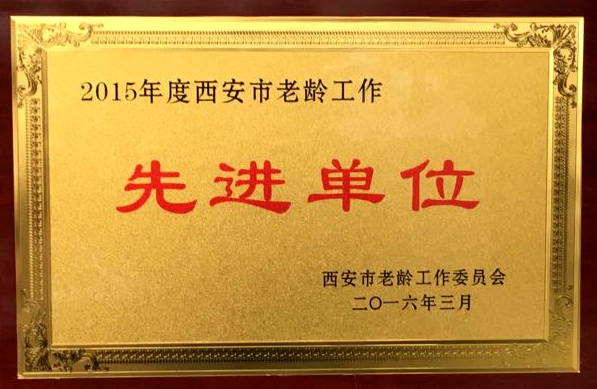 2015年度西安市老龄工作
先进单位
西安市老龄工作委员会
二〇一六年三月